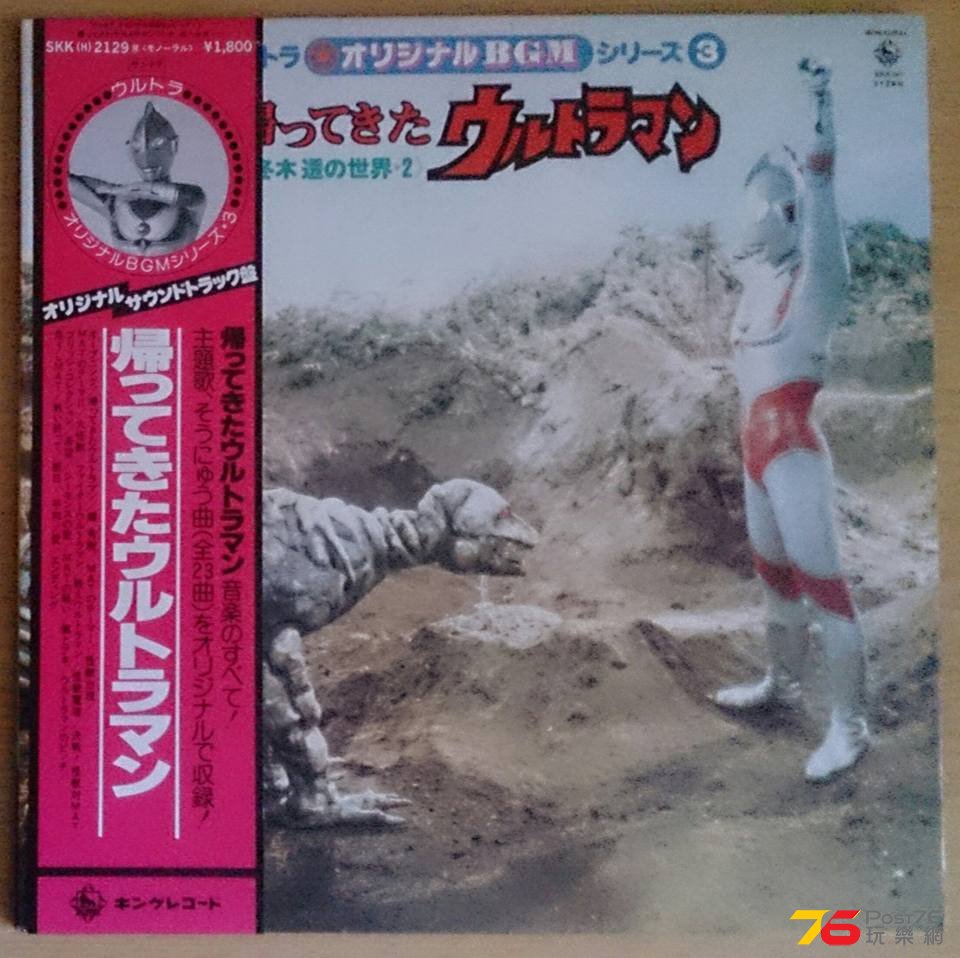 SKK(H) 2129 (モノーラル) ¥1,800
ウルトラ
オリジナルBGMシリーズ・3
オリジナル サウンドトラック盤
帰ってきたウルトラマン 音楽のすべて!
主題歌、そうにゅう曲(全23曲)をオリジナルで収録!
帰ってきたウルトラマン
キングレコード
トラ オリジナルBGM シリーズ 3
帰ってきた ウルトラマン
冬木 透の世界・2
76 Post76
玩樂網